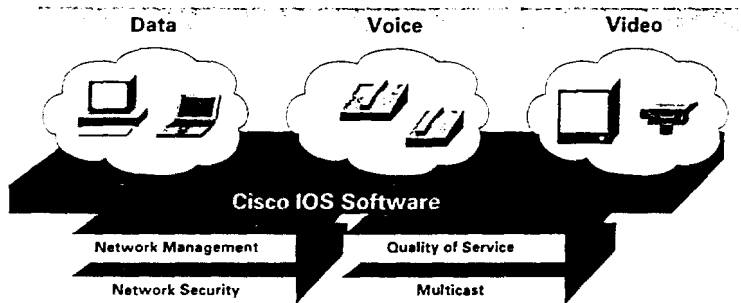 Data Voice Video
Cisco IOS Software
Network Management Quality of Service
Network Security Multicast